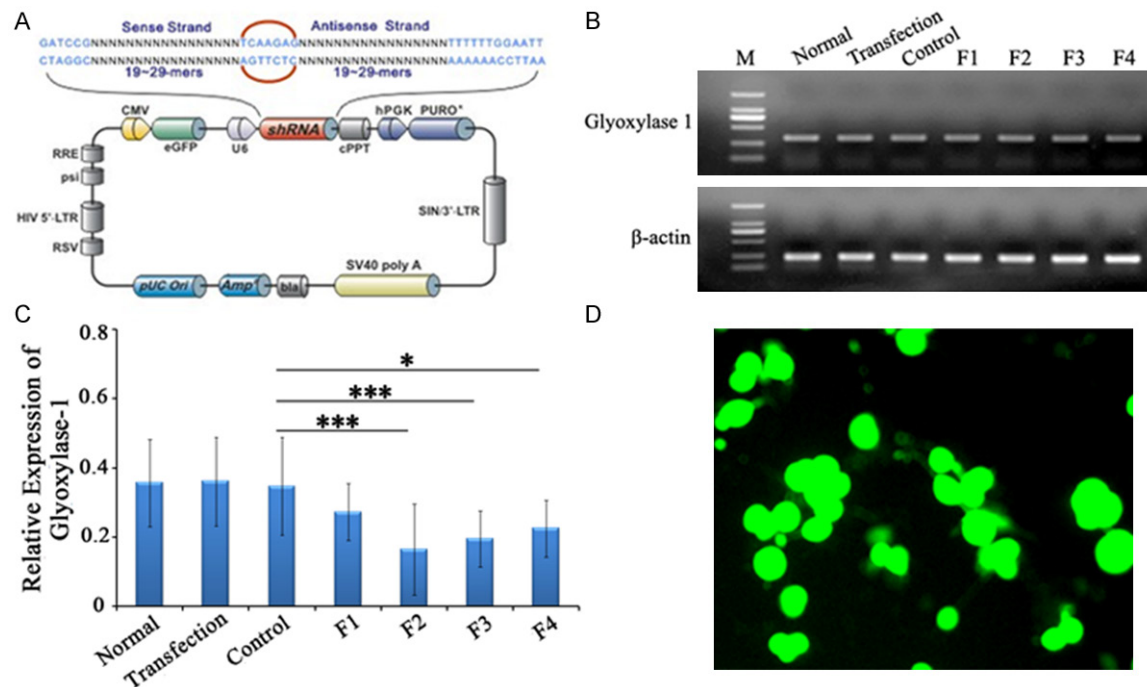 A
Sense Strand Antisense Strand
GATCCGNNNNNNNNNNNNNNNNNTCAAGAGNNNNNNNNNNNNNNNNNTTTTTTGGAATT
CTAGGCNNNNNNNNNNNNNNNNNAGTTCTCNNNNNNNNNNNNNNNNNAAAAAACCTTAA
19~29-mers 19~29-mers
CMV hPGK PURO*
shRNA
eGFP U6 cPPT
RRE
psi
HIV 5'-LTR
SIN/3'-LTR
RSV
SV40 poly A
pUC Ori Ampʳ bla
B
M Normal Transfection Control F1 F2 F3 F4
Glyoxylase 1
β-actin
C
Relative Expression of
Glyoxylase-1
0.8
0.6
0.4
0.2
0
*
***
***
Normal Transfection Control F1 F2 F3 F4
D